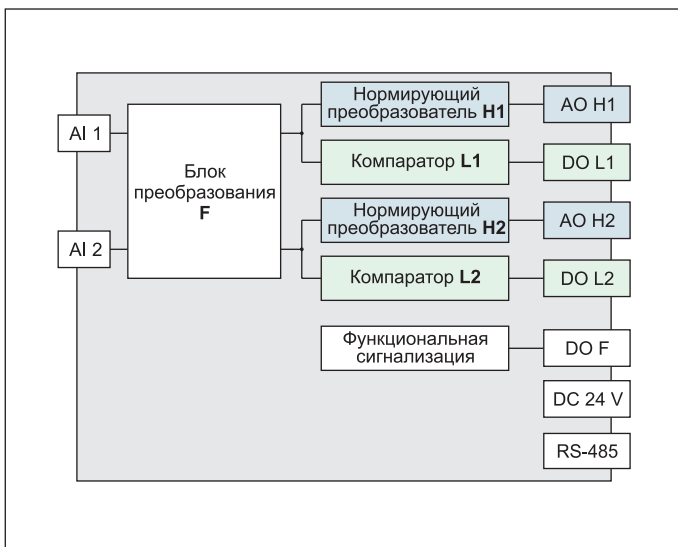 AI 1
AI 2
Блок
преобразования
F
Нормирующий
преобразователь H1
AO H1
Компаратор L1
DO L1
Нормирующий
преобразователь H2
AO H2
Компаратор L2
DO L2
Функциональная
сигнализация
DO F
DC 24 V
RS-485